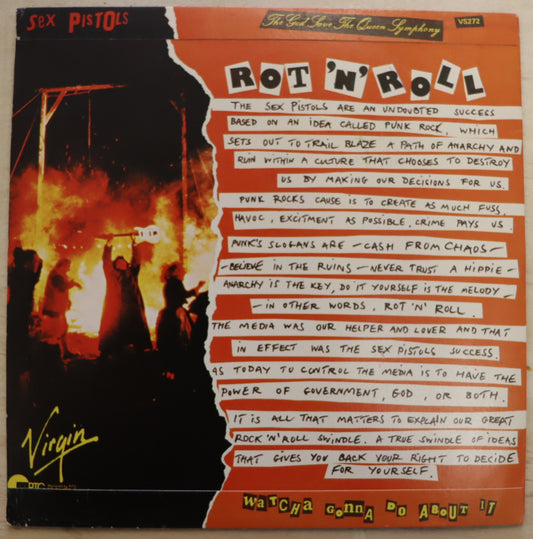 Sex PISTOLS
The God Save The Queen Symphony
VS272
ROT 'N' ROLL
THE SEX PISTOLS ARE AN UNDOUBTED SUCCESS
BASED ON AN IDEA CALLED PUNK ROCK, WHICH
SETS OUT TO TRAIL BLAZE A PATH OF ANARCHY AND
RUIN WITHIN A CULTURE THAT CHOOSES TO DESTROY
US BY MAKING OUR DECISIONS FOR US.
PUNK ROCKS CAUSE IS TO CREATE AS MUCH FUSS,
HAVOC, EXCITMENT AS POSSIBLE, CRIME PAYS US.
PUNK'S SLOGANS ARE - CASH FROM CHAOS -
- BELIEVE IN THE RUINS - NEVER TRUST A HIPPIE -
ANARCHY IS THE KEY, DO IT YOURSELF IS THE MELODY -
- IN OTHER WORDS, ROT 'N' ROLL.
THE MEDIA WAS OUR HELPER AND LOVER AND THAT
IN EFFECT WAS THE SEX PISTOLS SUCCESS.
AS TODAY TO CONTROL THE MEDIA IS TO HAVE THE
POWER OF GOVERNMENT, GOD, OR BOTH.
IT IS ALL THAT MATTERS TO EXPLAIN OUR GREAT
ROCK 'N' ROLL SWINDLE. A TRUE SWINDLE OF IDEAS
THAT GIVES YOU BACK YOUR RIGHT TO DECIDE
FOR YOURSELF.
Virgin
WaTCHa GoNNA DO ABOUT IT